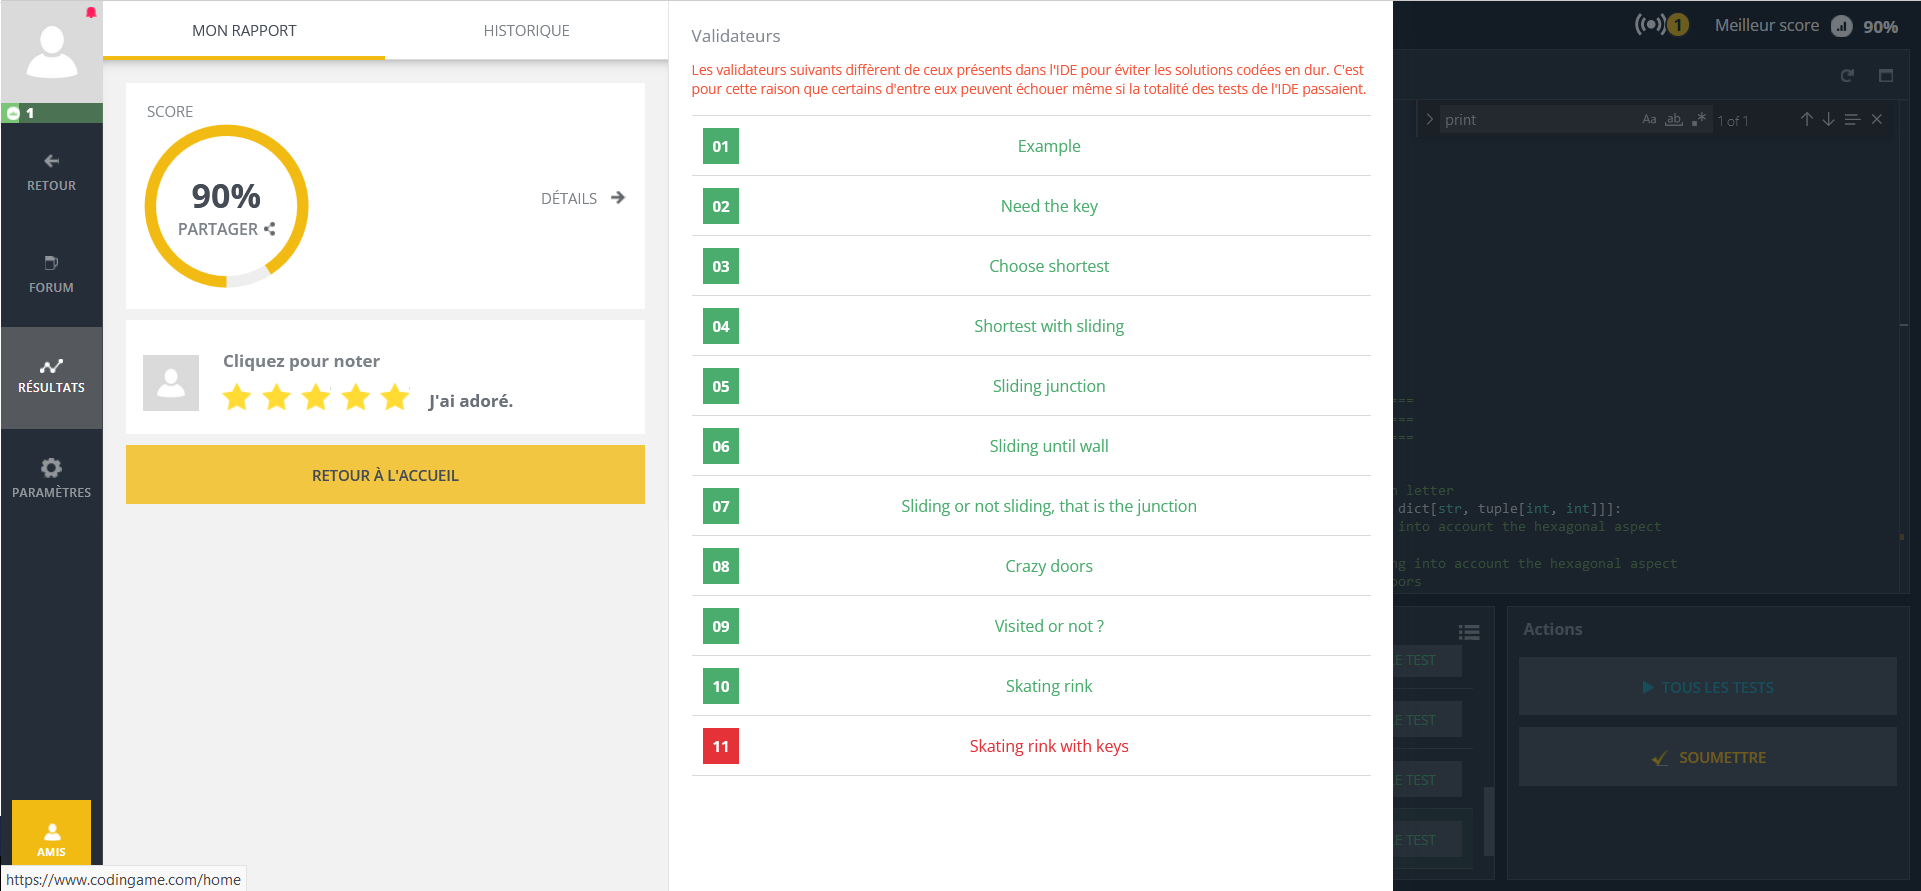 1
RETOUR
FORUM
RÉSULTATS
PARAMÈTRES
AMIS
https://www.codingame.com/home
MON RAPPORT
HISTORIQUE
SCORE
90%
PARTAGER
DÉTAILS
Cliquez pour noter
J'ai adoré.
RETOUR À L'ACCUEIL
Validateurs
Les validateurs suivants diffèrent de ceux présents dans l'IDE pour éviter les solutions codées en dur. C'est
pour cette raison que certains d'entre eux peuvent échouer même si la totalité des tests de l'IDE passaient.
01 Example
02 Need the key
03 Choose shortest
04 Shortest with sliding
05 Sliding junction
06 Sliding until wall
07 Sliding or not sliding, that is the junction
08 Crazy doors
09 Visited or not ?
10 Skating rink
11 Skating rink with keys
1 Meilleur score 90%
print Aa ab 1 of 1
===
===
===
letter
dict[str, tuple[int, int]]]:
into account the hexagonal aspect
g into account the hexagonal aspect
oors
E TEST
E TEST
E TEST
E TEST
Actions
TOUS LES TESTS
SOUMETTRE